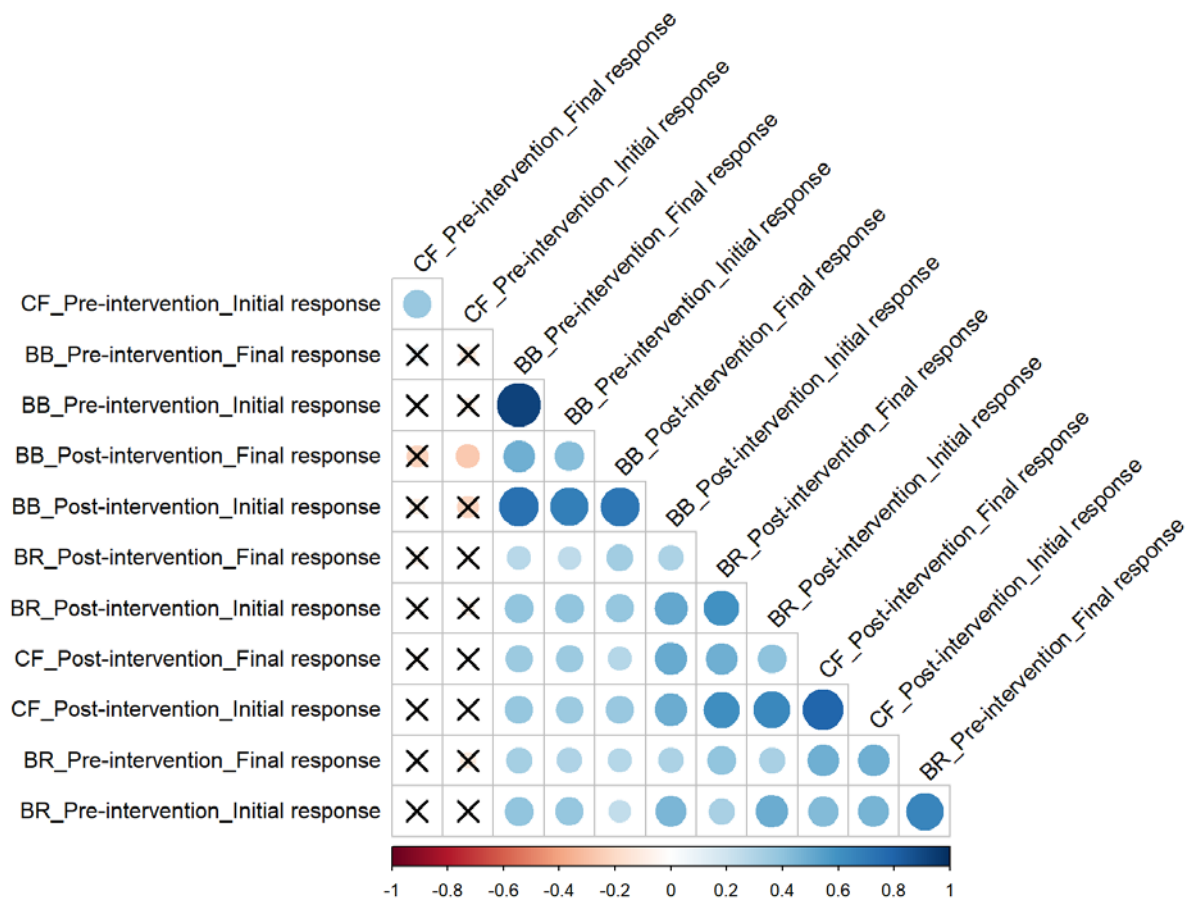 CF_Pre-intervention_Final response
CF_Pre-intervention_Initial response
BB_Pre-intervention_Final response
BB_Pre-intervention_Initial response
BB_Post-intervention_Final response
BB_Post-intervention_Initial response
BR_Post-intervention_Final response
BR_Post-intervention_Initial response
CF_Post-intervention_Final response
CF_Post-intervention_Initial response
BR_Pre-intervention_Final response
CF_Pre-intervention_Initial response
BB_Pre-intervention_Final response
BB_Pre-intervention_Initial response
BB_Post-intervention_Final response
BB_Post-intervention_Initial response
BR_Post-intervention_Final response
BR_Post-intervention_Initial response
CF_Post-intervention_Final response
CF_Post-intervention_Initial response
BR_Pre-intervention_Final response
BR_Pre-intervention_Initial response
-1 -0.8 -0.6 -0.4 -0.2 0 0.2 0.4 0.6 0.8 1